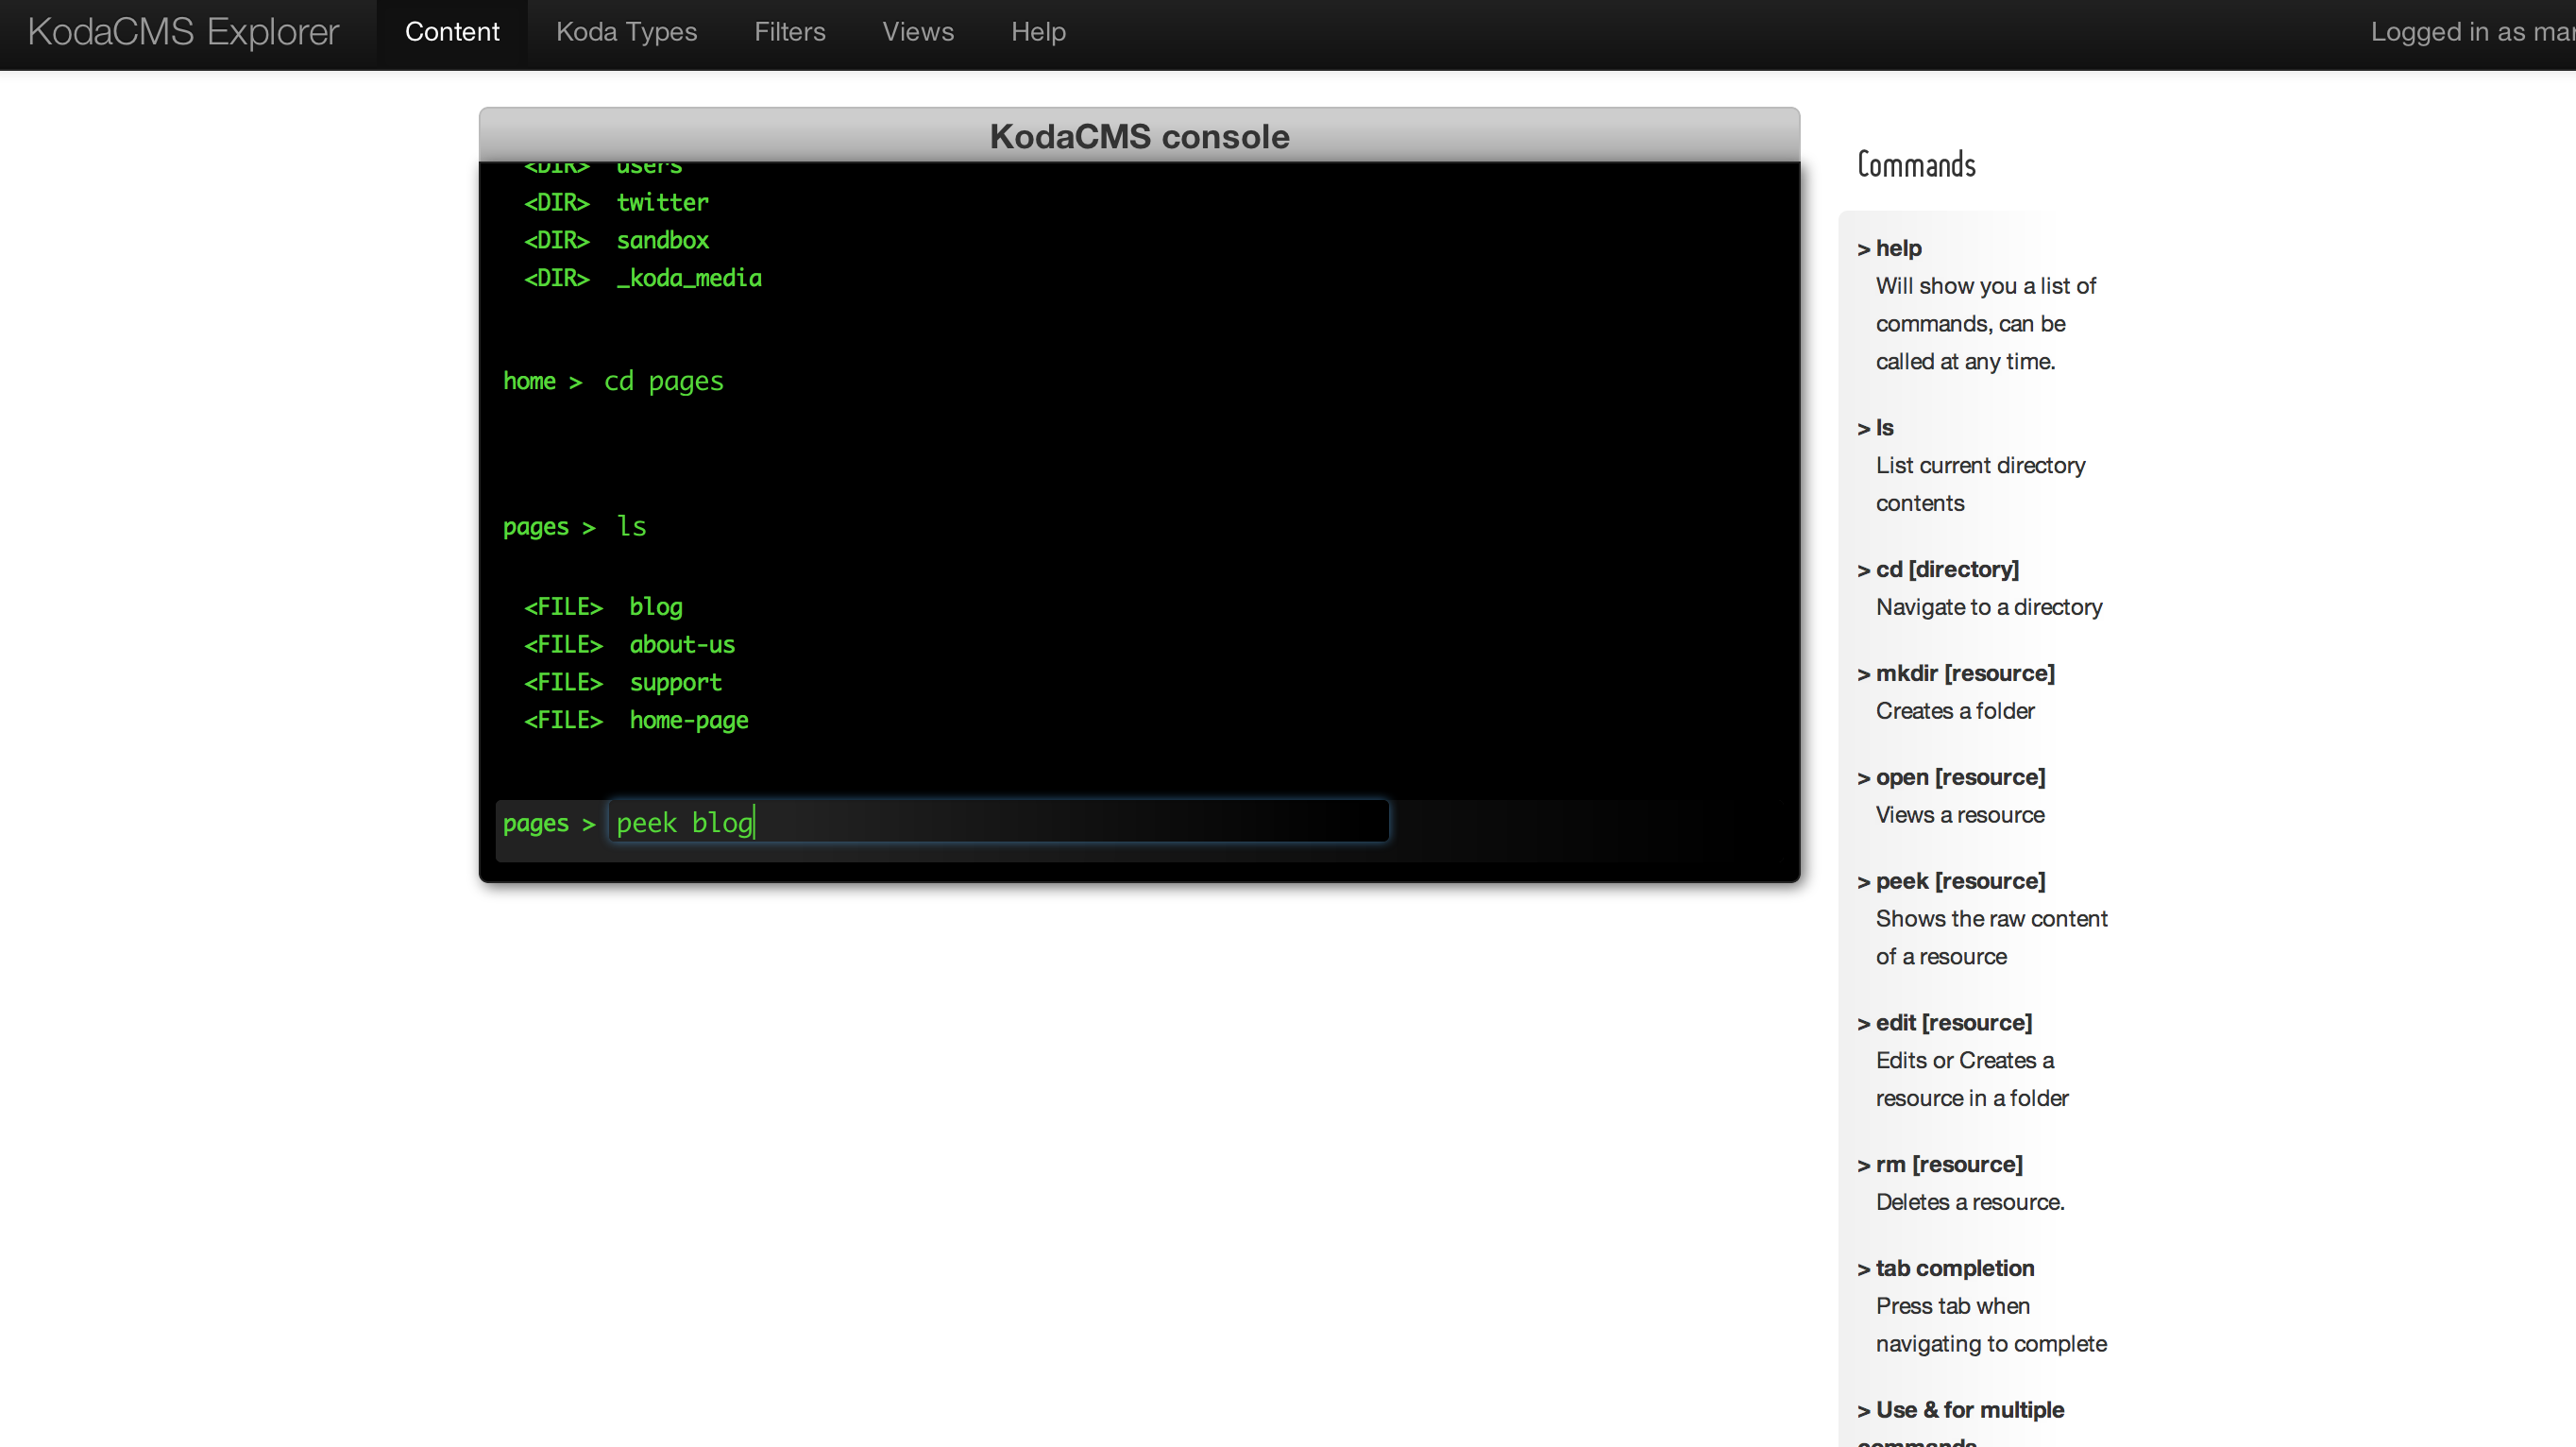 KodaCMS Explorer Content Koda Types Filters Views Help Logged in as
KodaCMS console
<DIR> users
<DIR> twitter
<DIR> sandbox
<DIR> _koda_media
home > cd pages
pages > ls
<FILE> blog
<FILE> about-us
<FILE> support
<FILE> home-page
pages > peek blog
Commands
> help
Will show you a list of
commands, can be
called at any time.
> ls
List current directory
contents
> cd [directory]
Navigate to a directory
> mkdir [resource]
Creates a folder
> open [resource]
Views a resource
> peek [resource]
Shows the raw content
of a resource
> edit [resource]
Edits or Creates a
resource in a folder
> rm [resource]
Deletes a resource.
> tab completion
Press tab when
navigating to complete
> Use & for multiple
commands